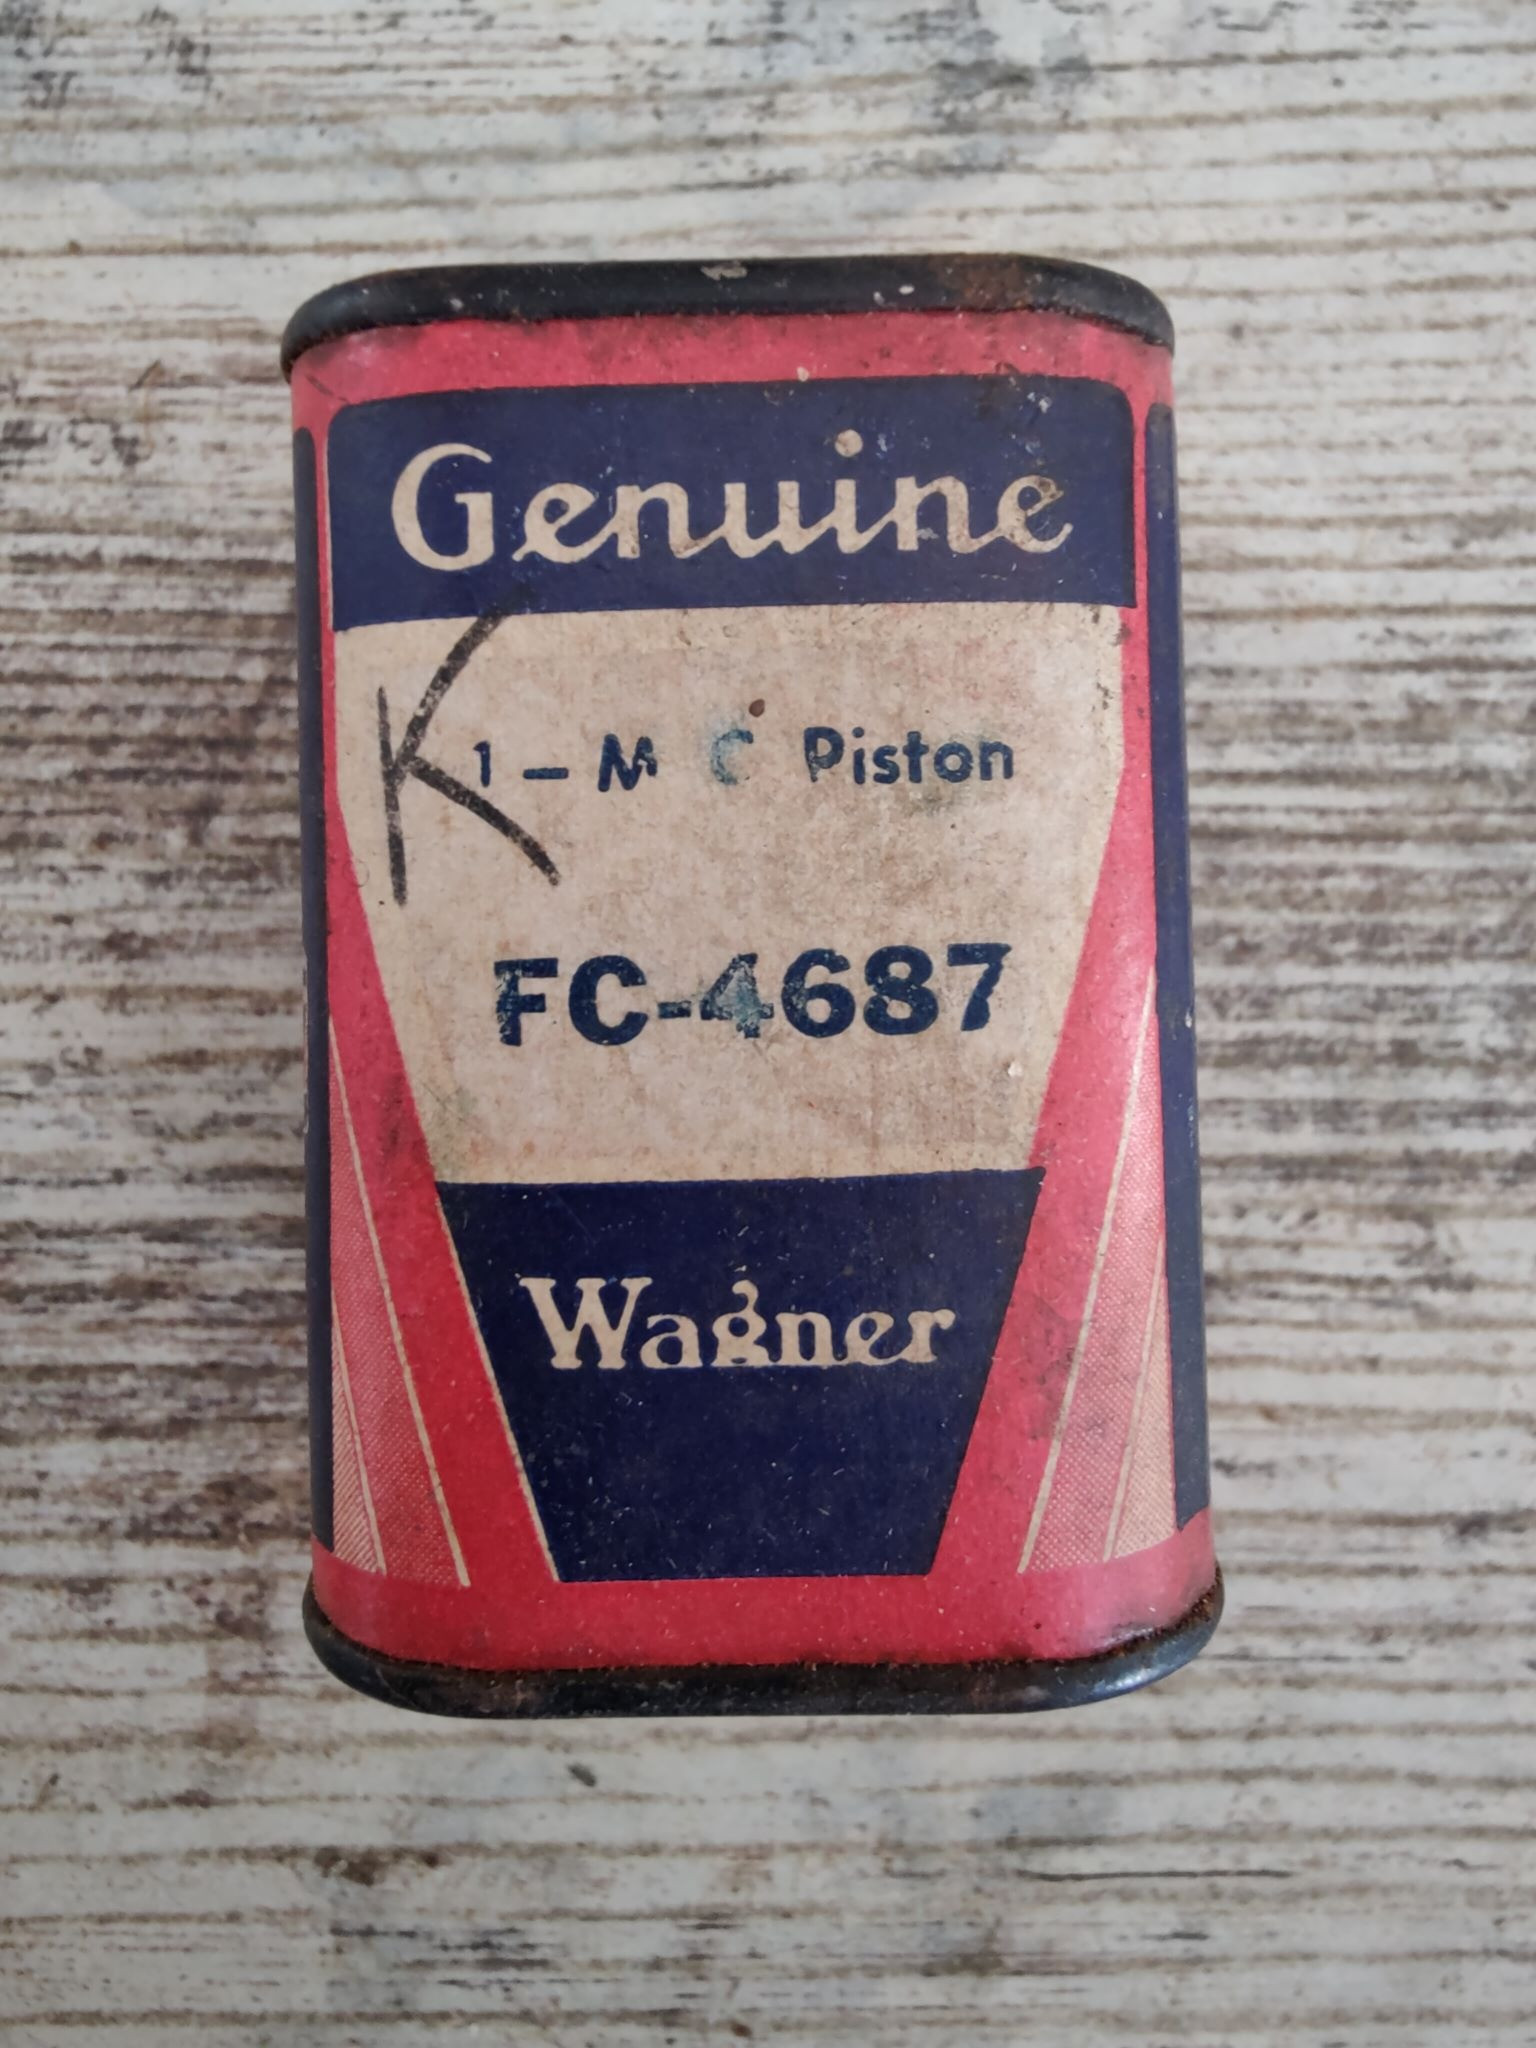 Genuine
K
1 - M C Piston
FC-4687
Wagner